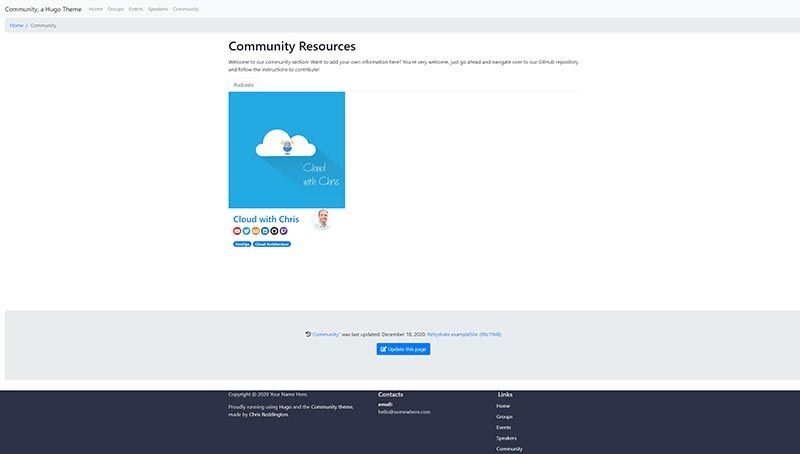 Community, a Hugo Theme Home Groups Events Speakers Community
Home / Community
Community Resources
Welcome to our community section! Want to add your own information here? You're very welcome, just go ahead and navigate over to our GitHub repository
and follow the instructions to contribute!
Podcasts
Cloud
with Chris
Cloud with Chris
DevOps Cloud Architecture
"Community" was last updated: December 18, 2020: Rehydrate exampleSite
Update this page
Copyright © 2020 Your Name Here.
Proudly running using Hugo and the Community theme,
made by Chris Reddington.
Contacts
email:
hello@somewhere.com
Links
Home
Groups
Events
Speakers
Community